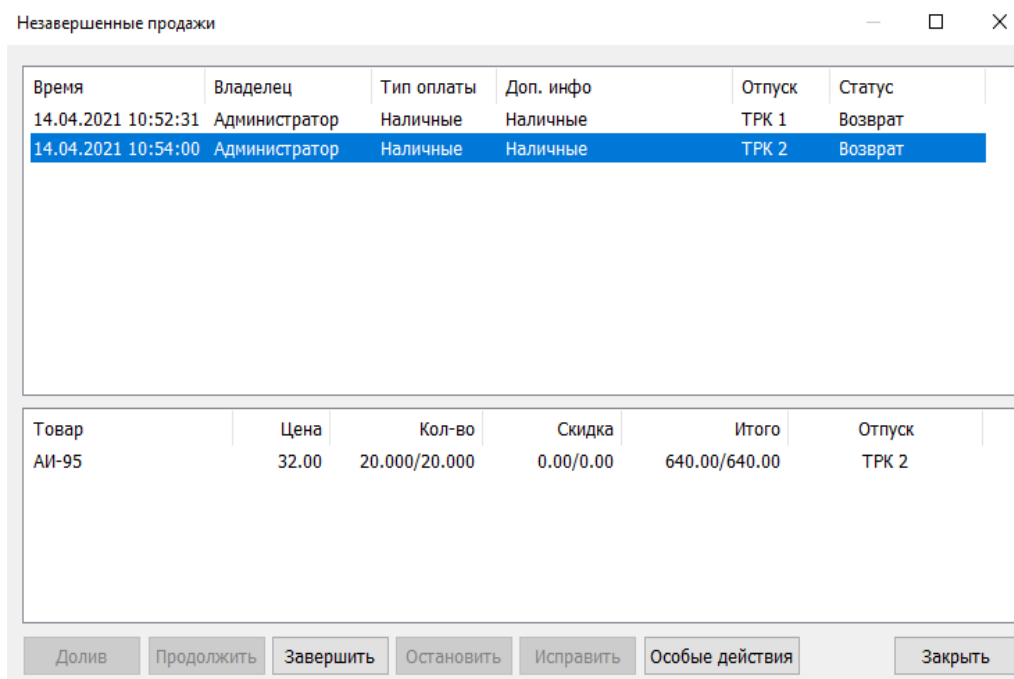 Незавершенные продажи
Время Владелец Тип оплаты Доп. инфо Отпуск Статус
14.04.2021 10:52:31 Администратор Наличные Наличные ТРК 1 Возврат
14.04.2021 10:54:00 Администратор Наличные Наличные ТРК 2 Возврат
Товар Цена Кол-во Скидка Итого Отпуск
АИ-95 32.00 20.000/20.000 0.00/0.00 640.00/640.00 ТРК 2
Долив Продолжить Завершить Остановить Исправить Особые действия Закрыть